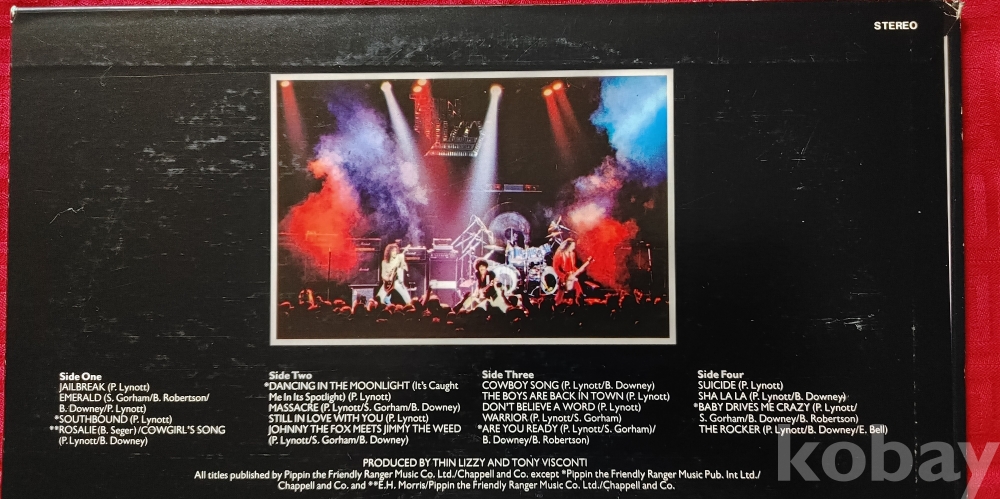 STEREO
THIN
LIZZY
Side One
JAILBREAK (P. Lynott)
EMERALD (S. Gorham/B. Robertson/
B. Downey/P. Lynott)
*SOUTHBOUND (P. Lynott)
**ROSALIE (B. Seger)/COWGIRL'S SONG
(P. Lynott/B. Downey)
Side Two
*DANCING IN THE MOONLIGHT (It's Caught
Me In Its Spotlight) (P. Lynott)
MASSACRE (P. Lynott/S. Gorham/B. Downey)
STILL IN LOVE WITH YOU (P. Lynott)
JOHNNY THE FOX MEETS JIMMY THE WEED
(P. Lynott/S. Gorham/B. Downey)
Side Three
COWBOY SONG (P. Lynott/B. Downey)
THE BOYS ARE BACK IN TOWN (P. Lynott)
DON'T BELIEVE A WORD (P. Lynott)
WARRIOR (P. Lynott/S. Gorham)
*ARE YOU READY (P. Lynott/S. Gorham/
B. Downey/B. Robertson)
Side Four
SUICIDE (P. Lynott)
SHA LA LA (P. Lynott/B. Downey)
*BABY DRIVES ME CRAZY (P. Lynott/
S. Gorham/B. Downey/B. Robertson)
THE ROCKER (P. Lynott/B. Downey/E. Bell)
PRODUCED BY THIN LIZZY AND TONY VISCONTI
All titles published by Pippin the Friendly Ranger Music Co. Ltd./Chappell and Co. except *Pippin the Friendly Ranger Music Pub. Int Ltd./
Chappell and Co. and **E.H. Morris/Pippin the Friendly Ranger Music Co. Ltd./Chappell and Co.
kobay